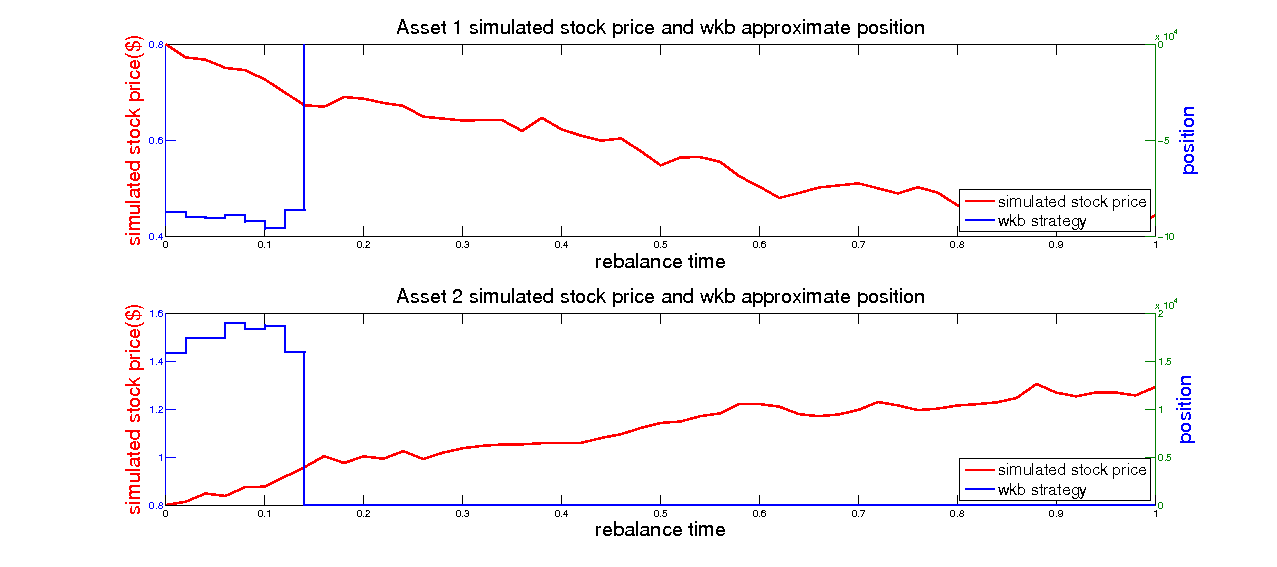 Asset 1 simulated stock price and wkb approximate position
x 10^4
0.8 0
simulated stock price($)
0.6 −5
position
simulated stock price
wkb strategy
0.4 −10
0 0.1 0.2 0.3 0.4 0.5 0.6 0.7 0.8 0.9 1
rebalance time
Asset 2 simulated stock price and wkb approximate position
x 10^4
1.6 2
simulated stock price($)
1.4 1.5
1.2 1
position
1 0.5
simulated stock price
wkb strategy
0.8 0
0 0.1 0.2 0.3 0.4 0.5 0.6 0.7 0.8 0.9 1
rebalance time